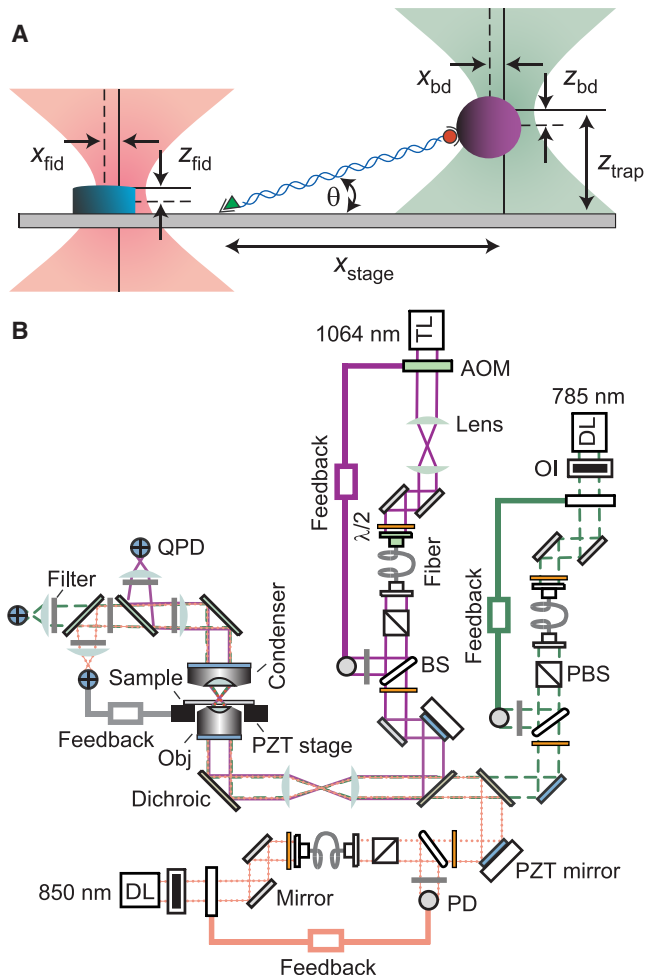 A
x_bd
z_bd
x_fid
z_fid
z_trap
θ
x_stage
B
1064 nm
TL
AOM
785 nm
DL
Lens
OI
Feedback
λ/2
QPD
Fiber
Filter
Feedback
Condenser
BS
PBS
Sample
Feedback
Obj
PZT stage
Dichroic
PZT mirror
850 nm
DL
Mirror
PD
Feedback